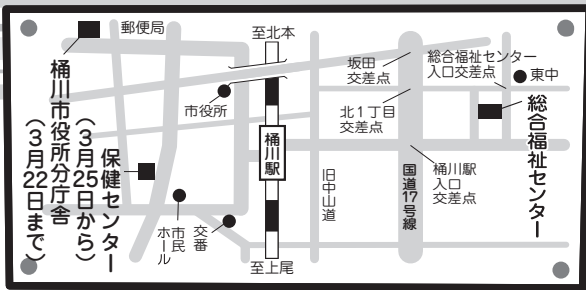 郵便局
至北本
坂田
交差点
総合福祉センター
入口交差点
東中
市役所
北1丁目
交差点
総合福祉センター
桶川市役所分庁舎
(3月22日まで)
保健センター
(3月25日から)
桶川駅
旧中山道
国道17号線
桶川駅
入口
交差点
市民
ホール
交番
至上尾